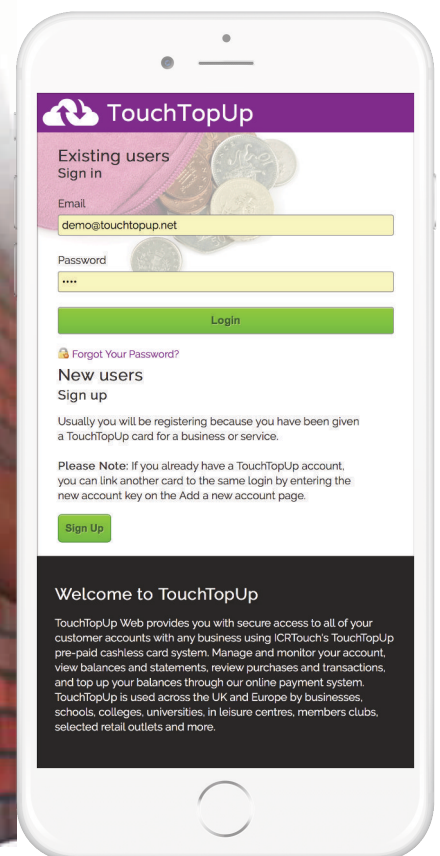 TouchTopUp
Existing users
Sign in
Email
demo@touchtopup.net
Password
••••
Login
Forgot Your Password?
New users
Sign up
Usually you will be registering because you have been given
a TouchTopUp card for a business or service.
Please Note: If you already have a TouchTopUp account,
you can link another card to the same login by entering the
new account key on the Add a new account page.
Sign Up
Welcome to TouchTopUp
TouchTopUp Web provides you with secure access to all of your
customer accounts with any business using ICRTouch's TouchTopUp
pre-paid cashless card system. Manage and monitor your account,
view balances and statements, review purchases and transactions,
and top up your balances through our online payment system.
TouchTopUp is used across the UK and Europe by businesses,
schools, colleges, universities, in leisure centres, members clubs,
selected retail outlets and more.